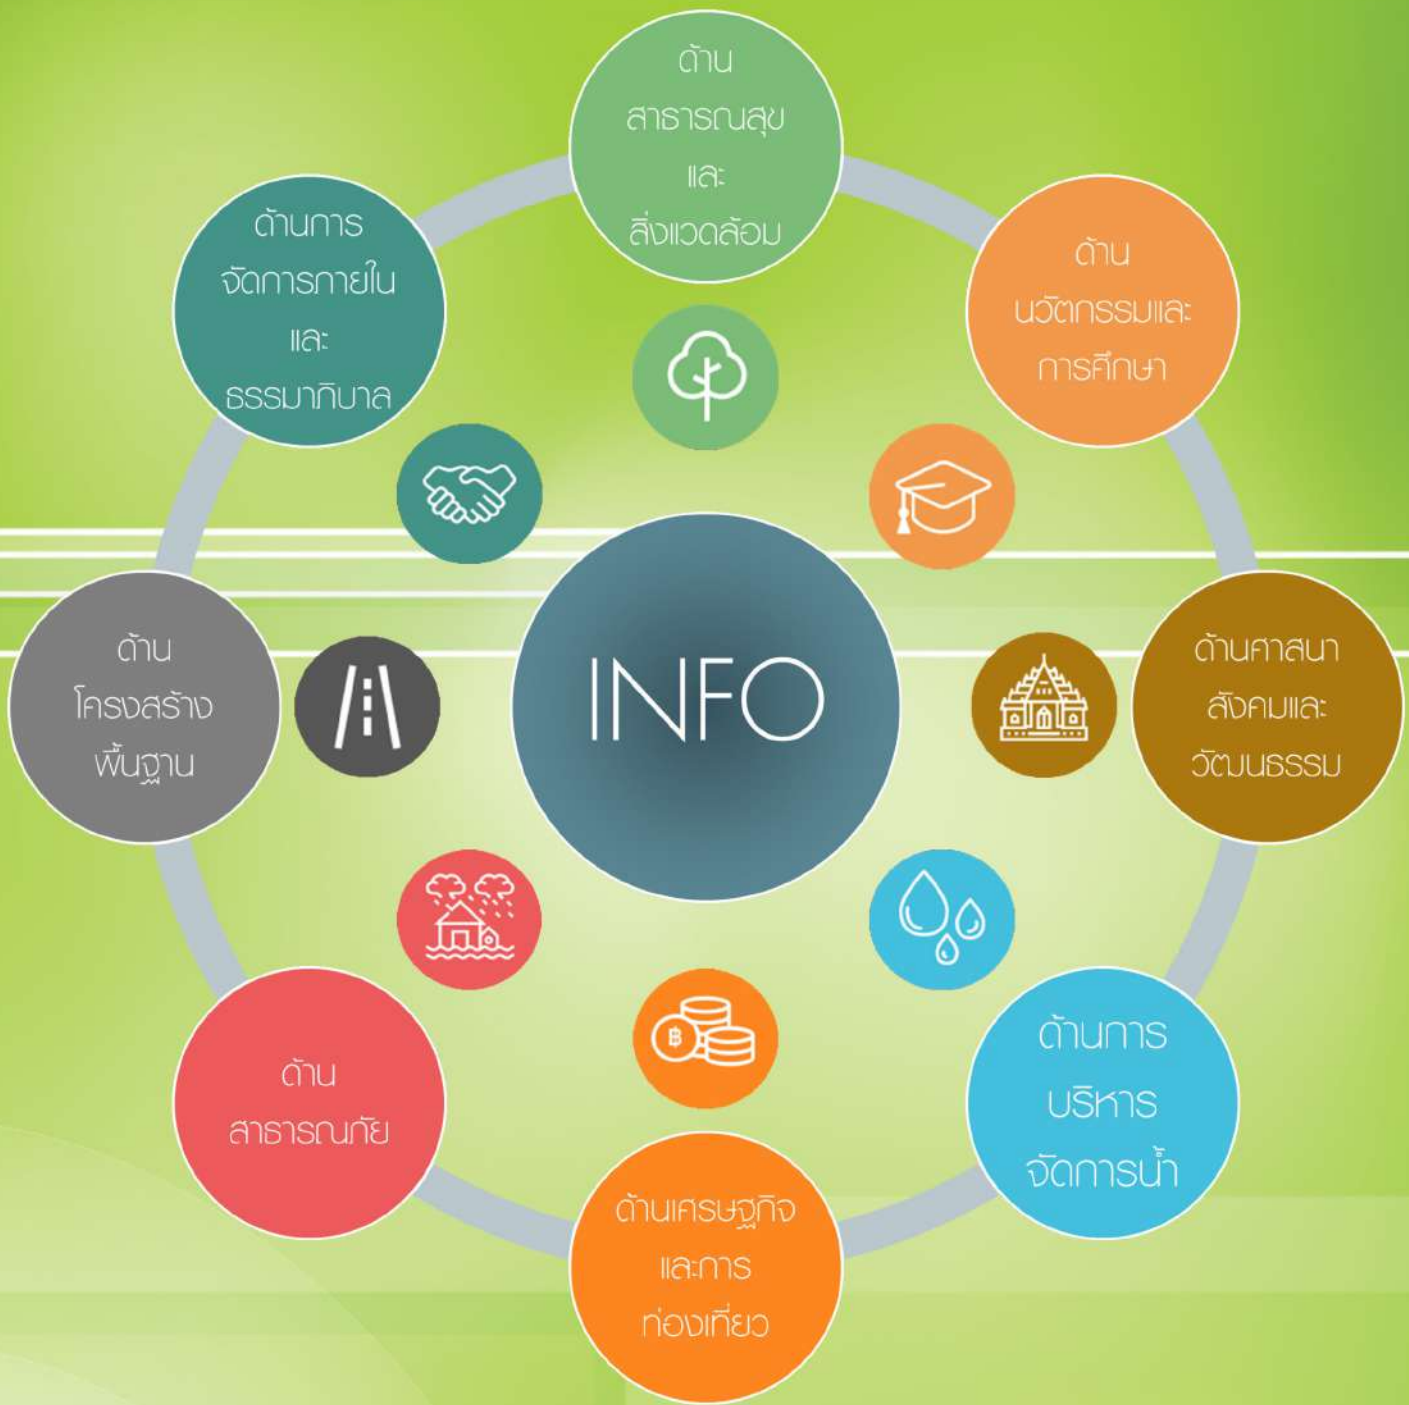 ด้าน
สาธารณสุข
และ
สิ่งแวดล้อม
ด้าน
นวัตกรรมและ
การศึกษา
ด้านศาสนา
สังคมและ
วัฒนธรรม
ด้านการ
บริหาร
จัดการน้ำ
ด้านเศรษฐกิจ
และการ
ท่องเที่ยว
ด้าน
สาธารณภัย
ด้าน
โครงสร้าง
พื้นฐาน
ด้านการ
จัดการภายใน
และ
ธรรมาภิบาล
INFO
฿